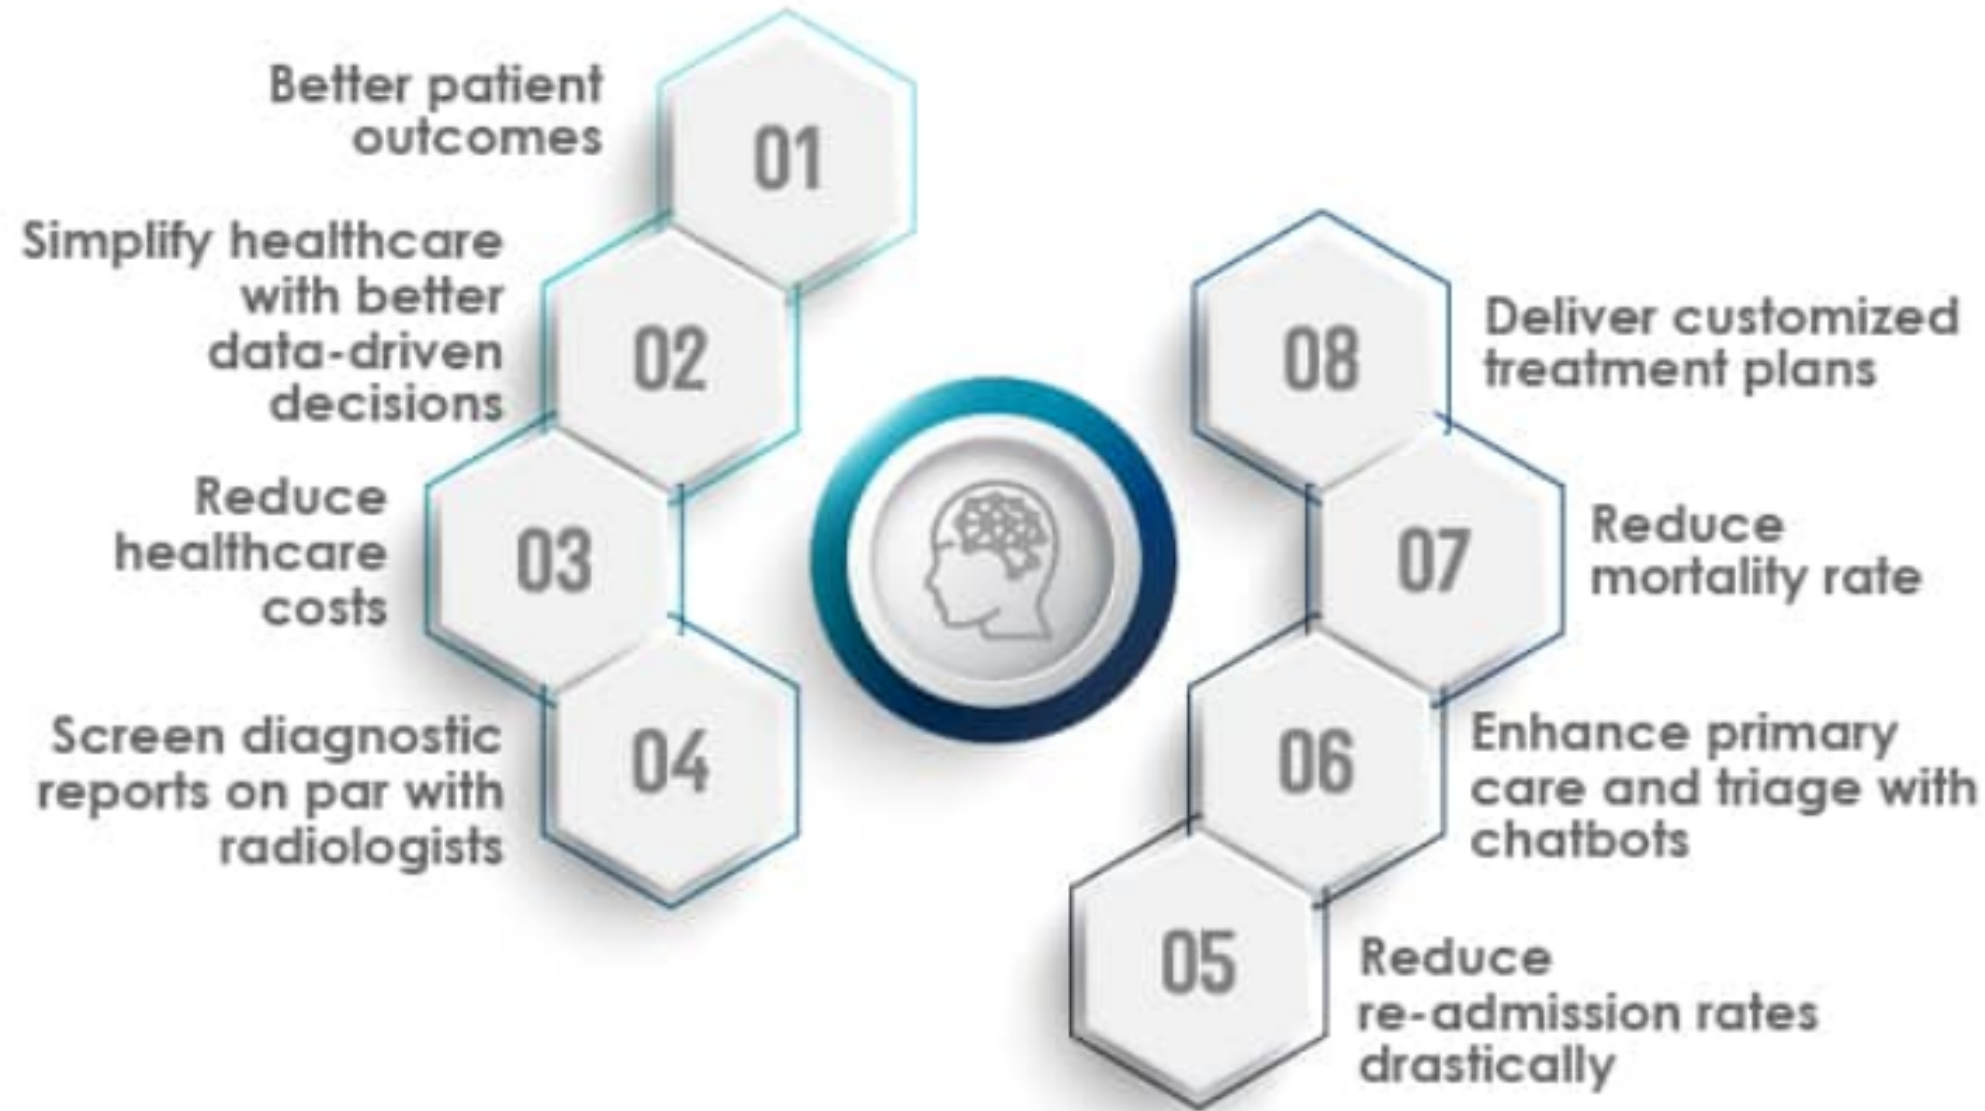 01
Better patient
outcomes
02
Simplify healthcare
with better
data-driven
decisions
03
Reduce
healthcare
costs
04
Screen diagnostic
reports on par with
radiologists
08
Deliver customized
treatment plans
07
Reduce
mortality rate
06
Enhance primary
care and triage with
chatbots
05
Reduce
re-admission rates
drastically